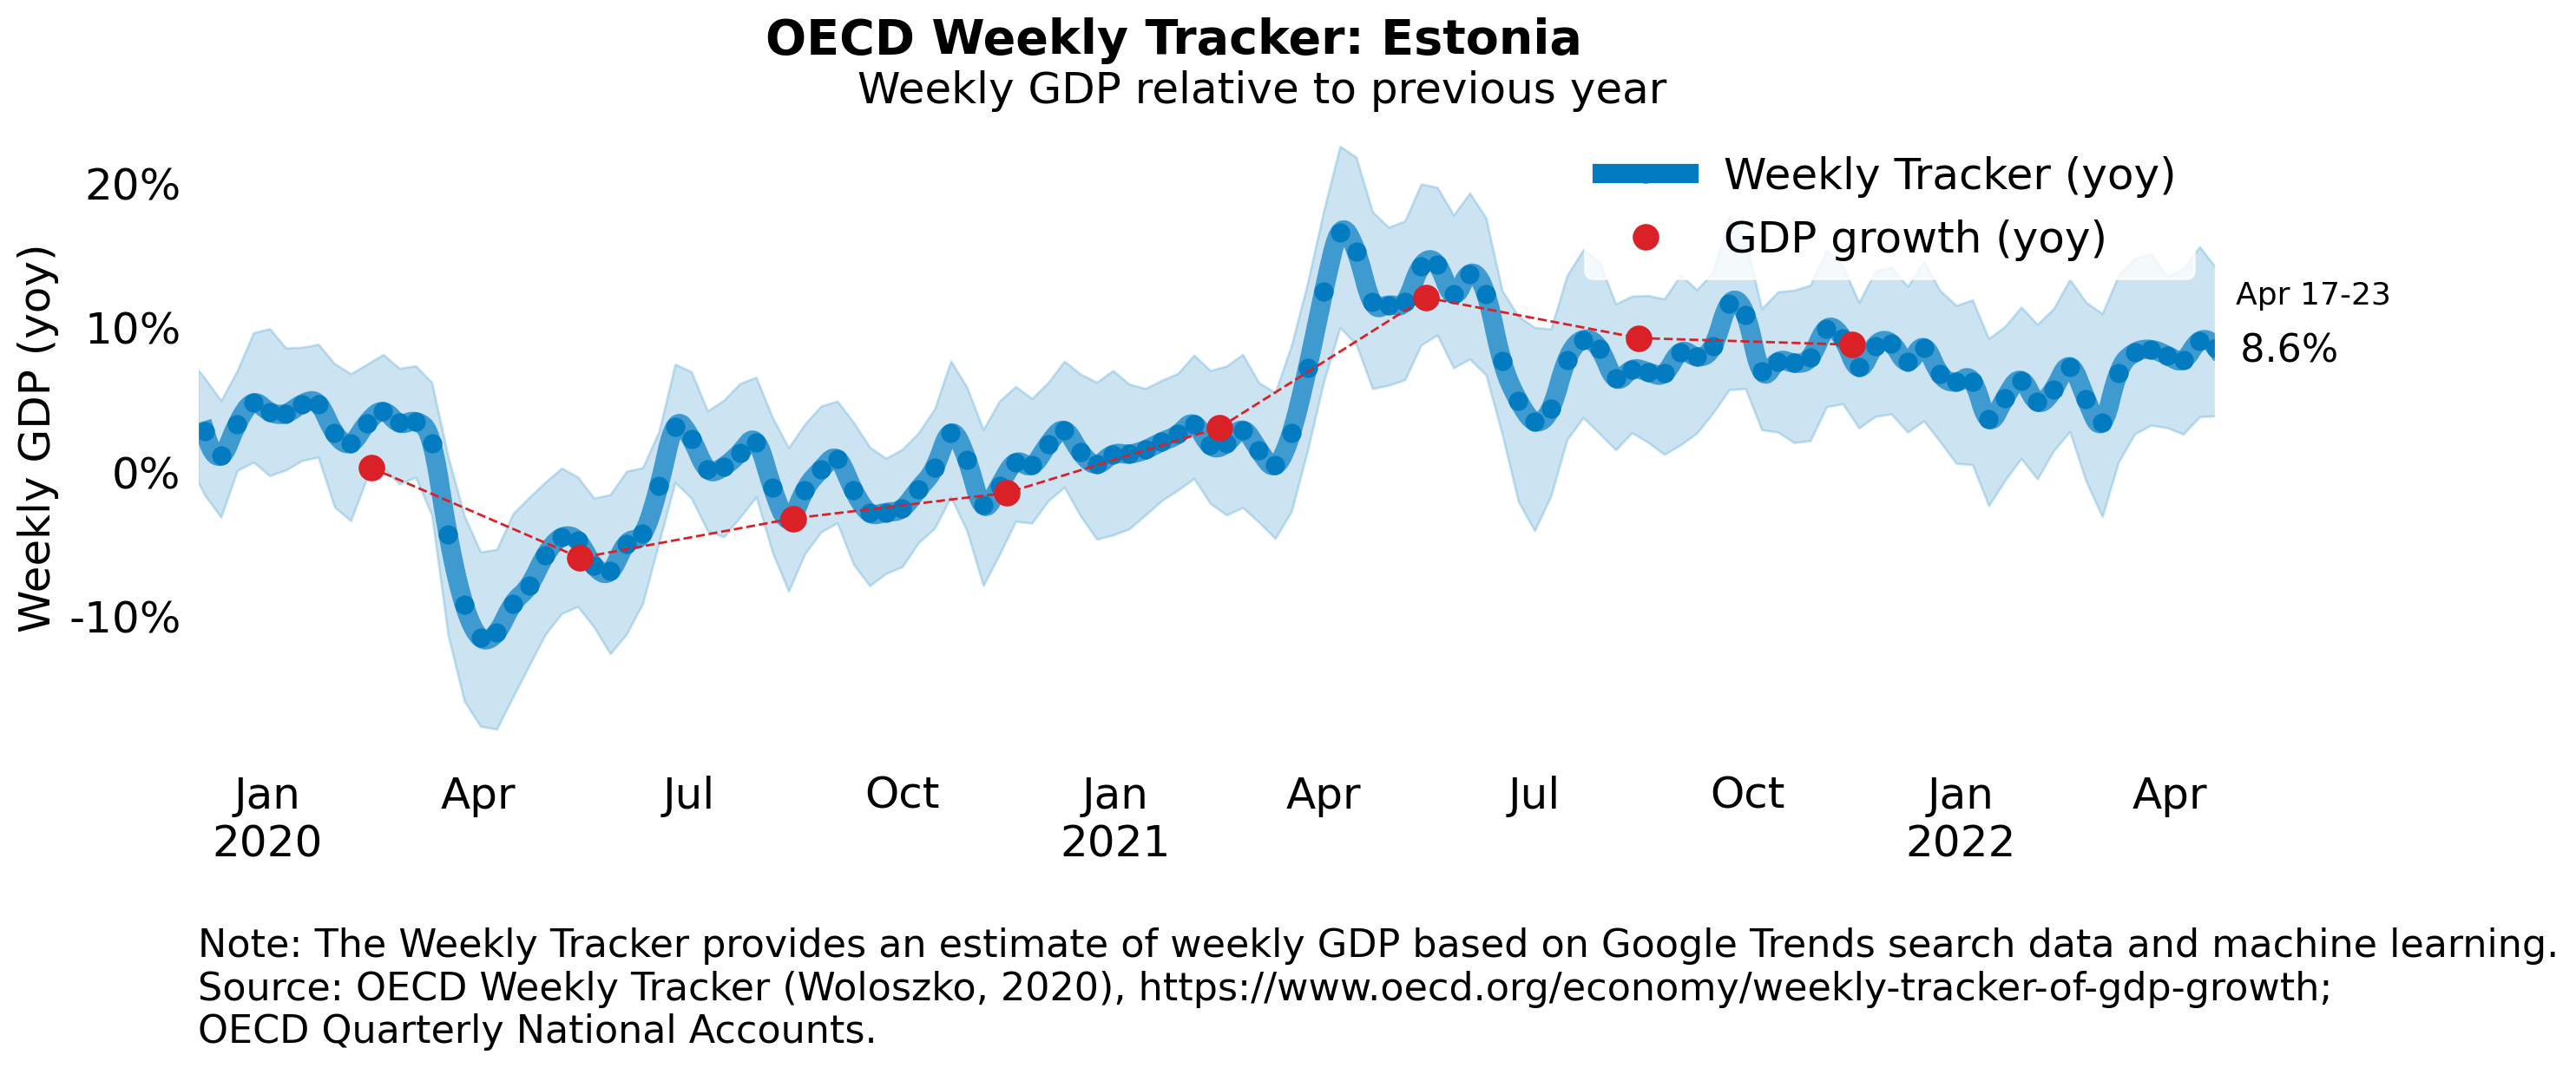 OECD Weekly Tracker: Estonia
Weekly GDP relative to previous year
Weekly GDP (yoy)
20%
10%
0%
-10%
Weekly Tracker (yoy)
GDP growth (yoy)
Apr 17-23
8.6%
Jan Apr Jul Oct Jan Apr Jul Oct Jan Apr
2020 2021 2022
Note: The Weekly Tracker provides an estimate of weekly GDP based on Google Trends search data and machine learning.
Source: OECD Weekly Tracker (Woloszko, 2020), https://www.oecd.org/economy/weekly-tracker-of-gdp-growth;
OECD Quarterly National Accounts.